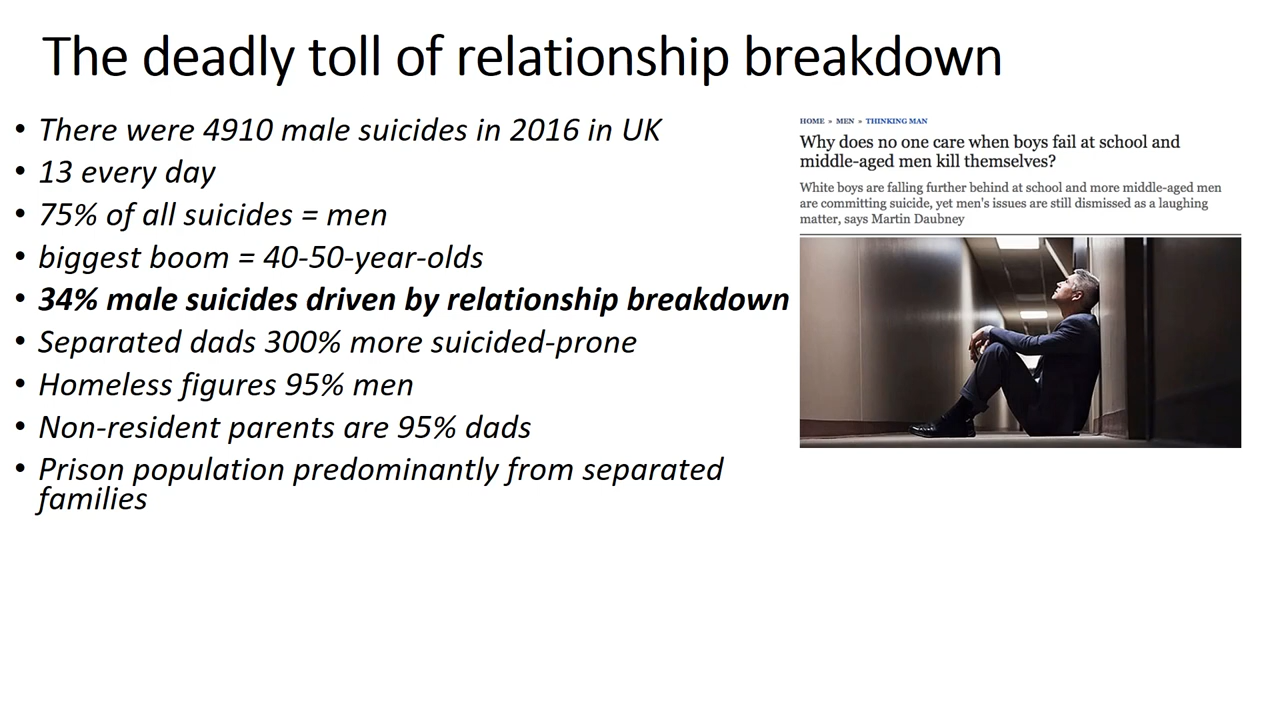 The deadly toll of relationship breakdown
• There were 4910 male suicides in 2016 in UK
• 13 every day
• 75% of all suicides = men
• biggest boom = 40-50-year-olds
• 34% male suicides driven by relationship breakdown
• Separated dads 300% more suicided-prone
• Homeless figures 95% men
• Non-resident parents are 95% dads
• Prison population predominantly from separated
families
HOME » MEN » THINKING MAN
Why does no one care when boys fail at school and
middle-aged men kill themselves?
White boys are falling further behind at school and more middle-aged men
are committing suicide, yet men's issues are still dismissed as a laughing
matter, says Martin Daubney